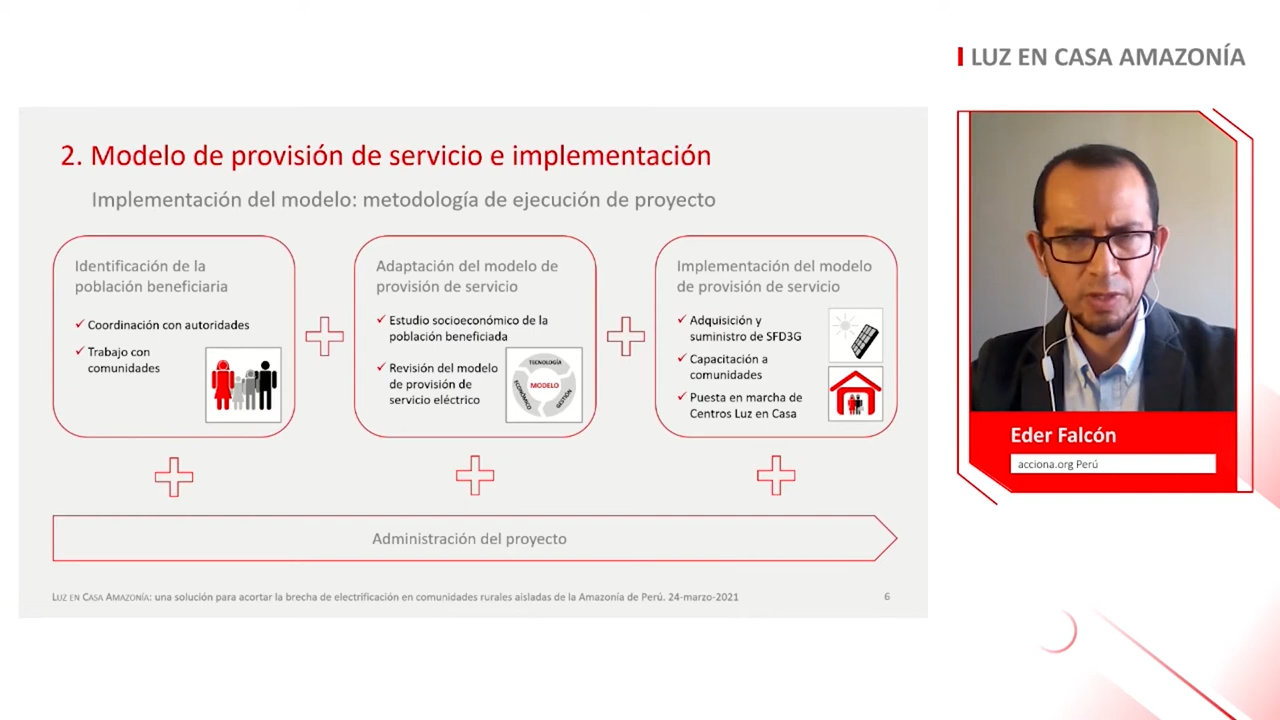 LUZ EN CASA AMAZONÍA
2. Modelo de provisión de servicio e implementación
Implementación del modelo: metodología de ejecución de proyecto
Identificación de la
población beneficiaria
Coordinación con autoridades
Trabajo con
comunidades
Adaptación del modelo de
provisión de servicio
Estudio socioeconómico de la
población beneficiada
Revisión del modelo
de provisión de
servicio eléctrico
TECNOLOGÍA
MODELO
ECONÓMICO
GESTIÓN
Implementación del modelo
de provisión de servicio
Adquisición y
suministro de SFD3G
Capacitación a
comunidades
Puesta en marcha de
Centros Luz en Casa
Administración del proyecto
LUZ EN CASA AMAZONÍA: una solución para acortar la brecha de electrificación en comunidades rurales aisladas de la Amazonía de Perú. 24-marzo-2021
6
Eder Falcón
acciona.org Perú